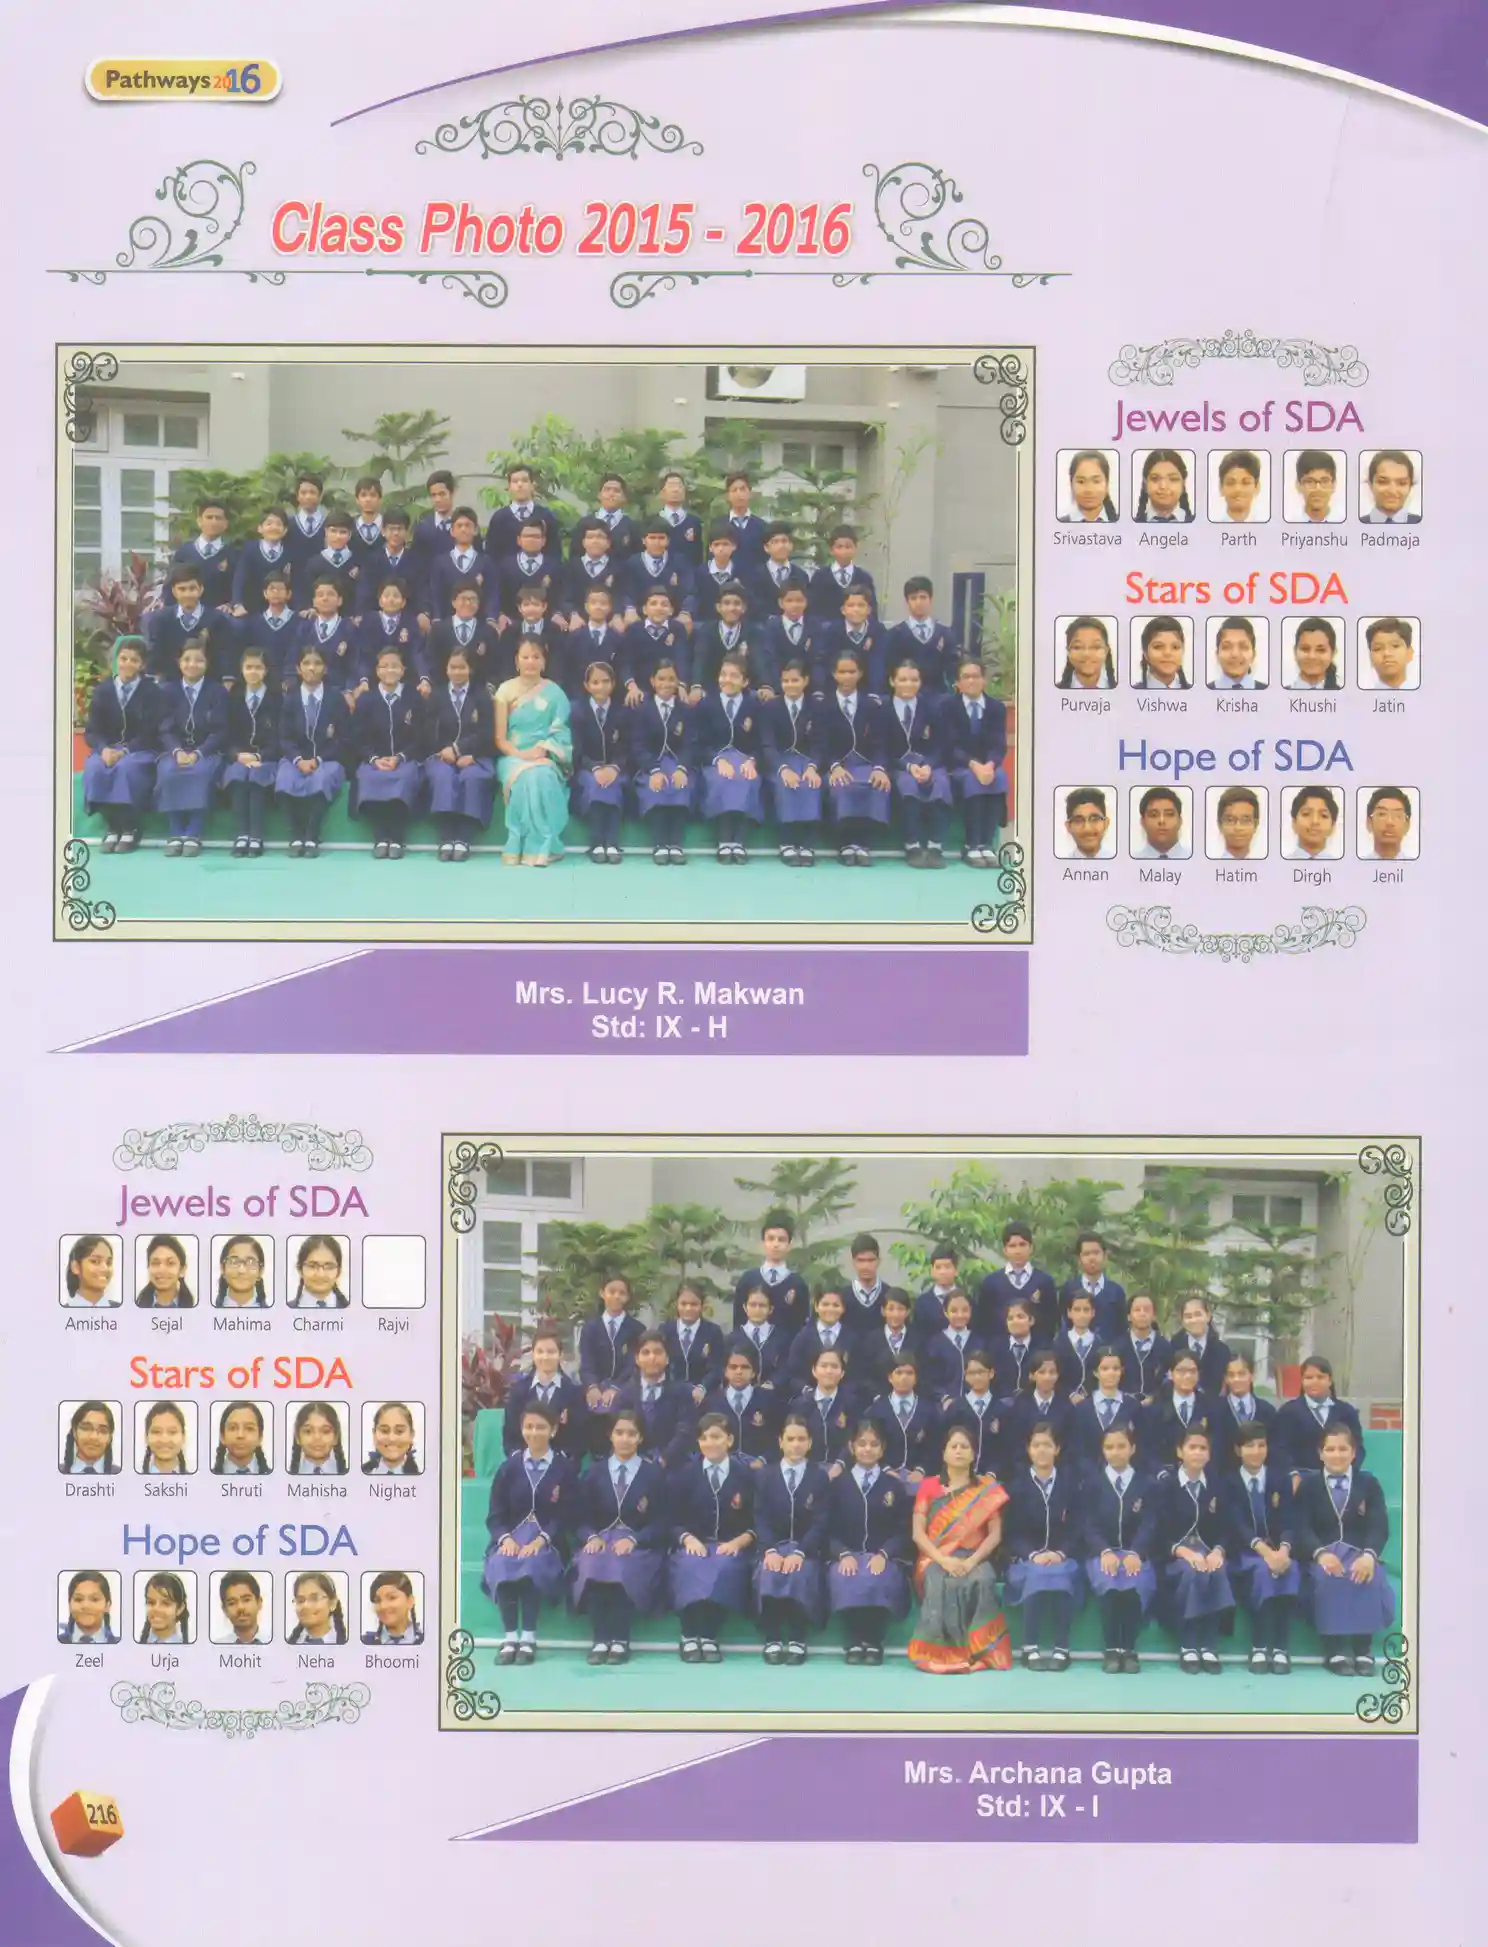 Pathways 2016
Class Photo 2015 - 2016
Jewels of SDA
Srivastava Angela Parth Priyanshu Padmaja
Stars of SDA
Purvaja Vishwa Krisha Khushi Jatin
Hope of SDA
Annan Malay Hatim Dirgh Jenil
Mrs. Lucy R. Makwan
Std: IX - H
Jewels of SDA
Amisha Sejal Mahima Charmi Rajvi
Stars of SDA
Drashti Sakshi Shruti Mahisha Nighat
Hope of SDA
Zeel Urja Mohit Neha Bhoomi
Mrs. Archana Gupta
Std: IX - I
216